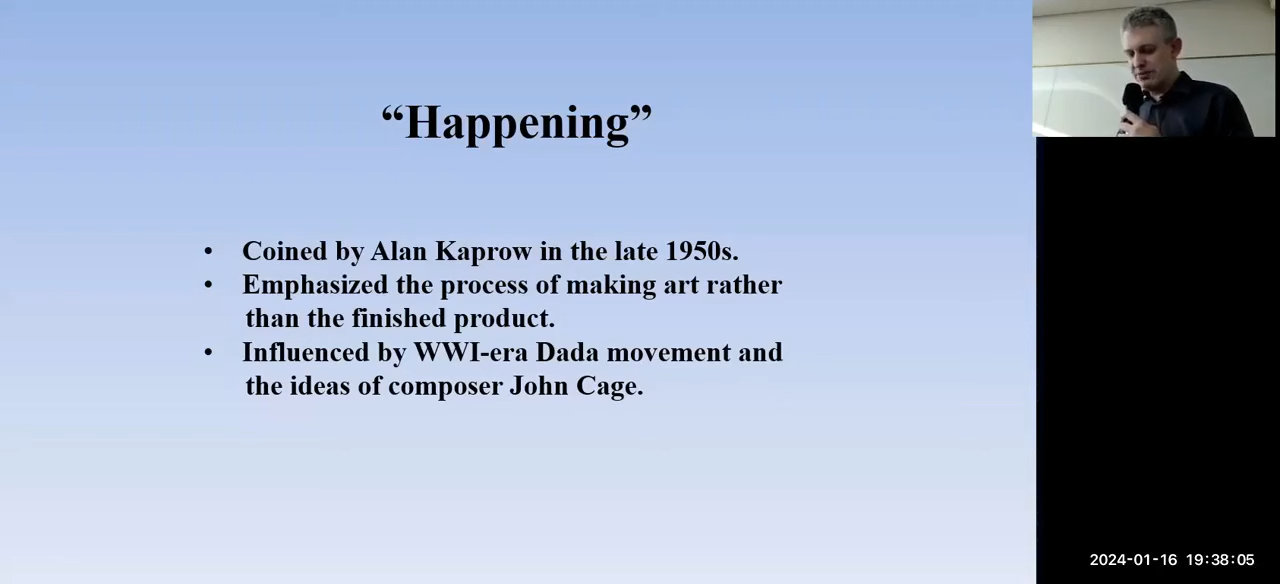 “Happening”
• Coined by Alan Kaprow in the late 1950s.
• Emphasized the process of making art rather
than the finished product.
• Influenced by WWI-era Dada movement and
the ideas of composer John Cage.
2024-01-16 19:38:05